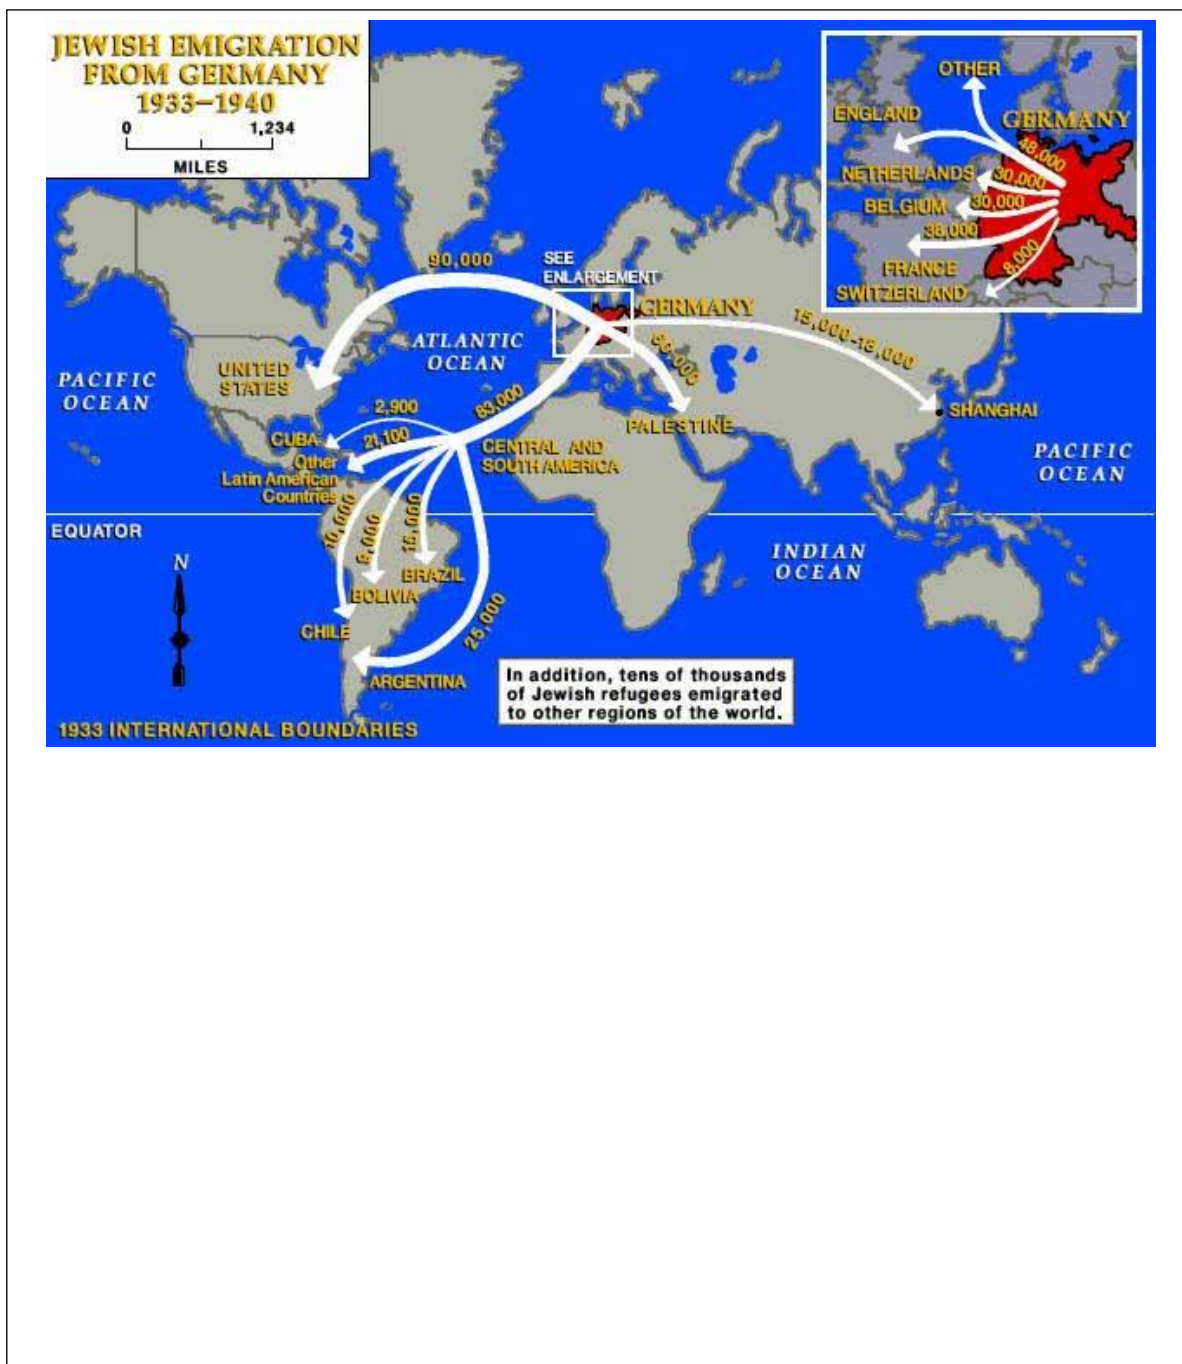 JEWISH EMIGRATION
FROM GERMANY
1933–1940
0 1,234
MILES
OTHER
ENGLAND
GERMANY
48,000
NETHERLANDS
30,000
BELGIUM
30,000
38,000
FRANCE
8,000
SWITZERLAND
90,000
SEE
ENLARGEMENT
GERMANY
15,000-18,000
60,000
ATLANTIC
OCEAN
UNITED
STATES
PACIFIC
OCEAN
83,000
2,900
SHANGHAI
PALESTINE
CUBA
21,100
CENTRAL AND
SOUTH AMERICA
Other
Latin American
Countries
PACIFIC
OCEAN
10,000
9,000
15,000
EQUATOR
INDIAN
OCEAN
N
BRAZIL
BOLIVIA
25,000
CHILE
ARGENTINA
In addition, tens of thousands
of Jewish refugees emigrated
to other regions of the world.
1933 INTERNATIONAL BOUNDARIES